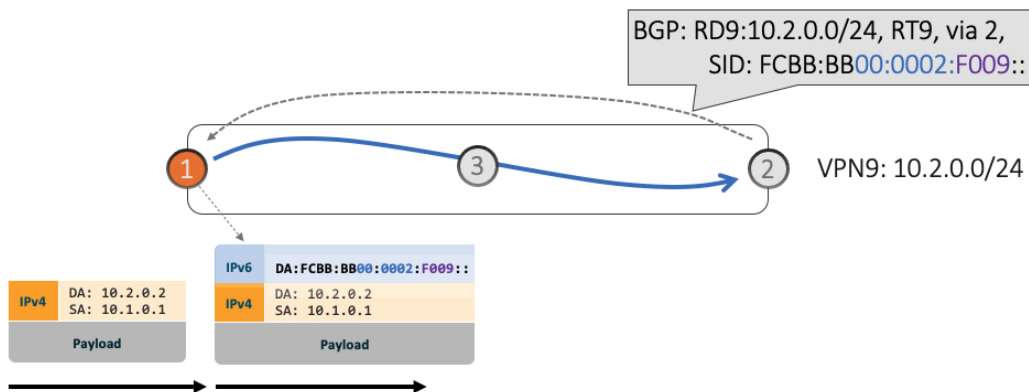 BGP: RD9:10.2.0.0/24, RT9, via 2,
SID: FCBB:BB00:0002:F009::
1
3
2
VPN9: 10.2.0.0/24
IPv6
DA:FCBB:BB00:0002:F009::
IPv4
DA: 10.2.0.2
SA: 10.1.0.1
Payload
IPv4
DA: 10.2.0.2
SA: 10.1.0.1
Payload